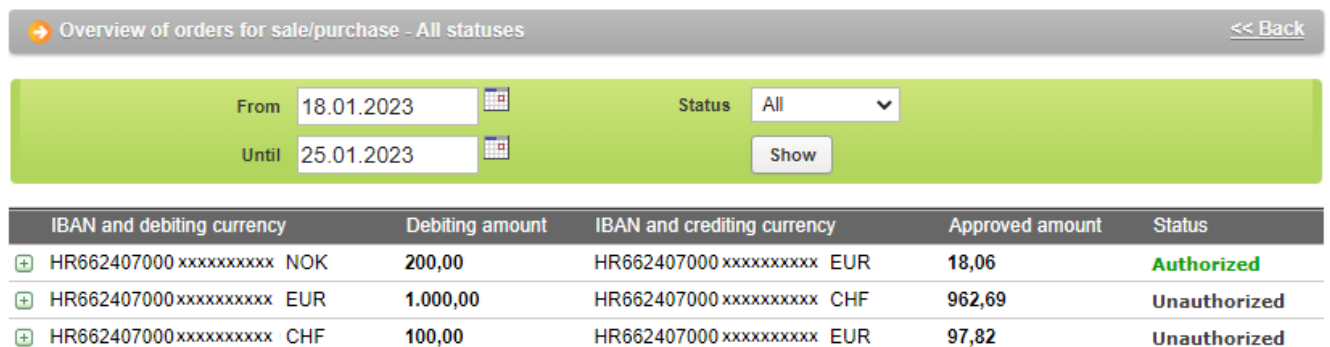 Overview of orders for sale/purchase - All statuses << Back
From 18.01.2023 Status All
Until 25.01.2023 Show
IBAN and debiting currency Debiting amount IBAN and crediting currency Approved amount Status
HR662407000 xxxxxxxxxx NOK 200,00 HR662407000 xxxxxxxxxx EUR 18,06 Authorized
HR662407000 xxxxxxxxxx EUR 1.000,00 HR662407000 xxxxxxxxxx CHF 962,69 Unauthorized
HR662407000 xxxxxxxxxx CHF 100,00 HR662407000 xxxxxxxxxx EUR 97,82 Unauthorized